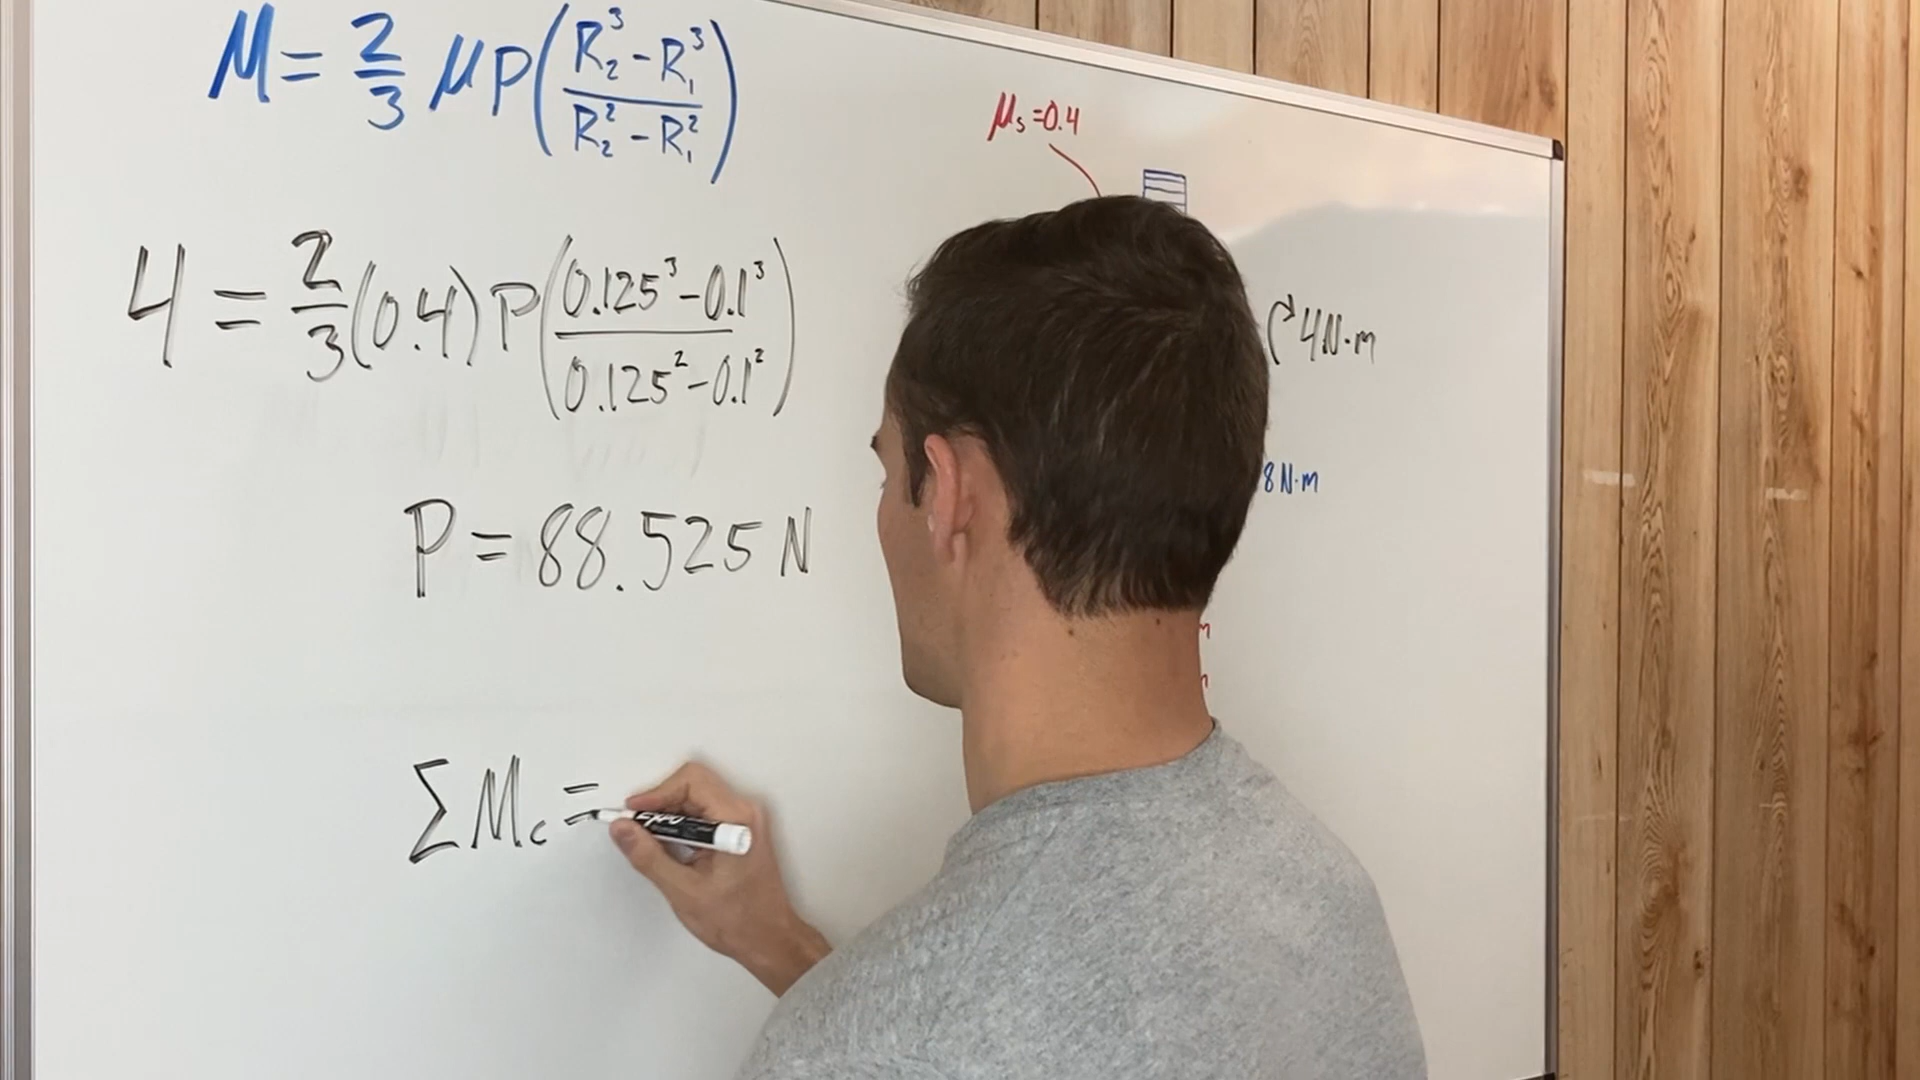 M = 2/3 μP((R₂³ - R₁³)/(R₂² - R₁²))
μs = 0.4
4 = 2/3 (0.4) P((0.125³ - 0.1³)/(0.125² - 0.1²))
4 N·m
8 N·m
P = 88.525 N
m
m
ΣMc =
EXPO